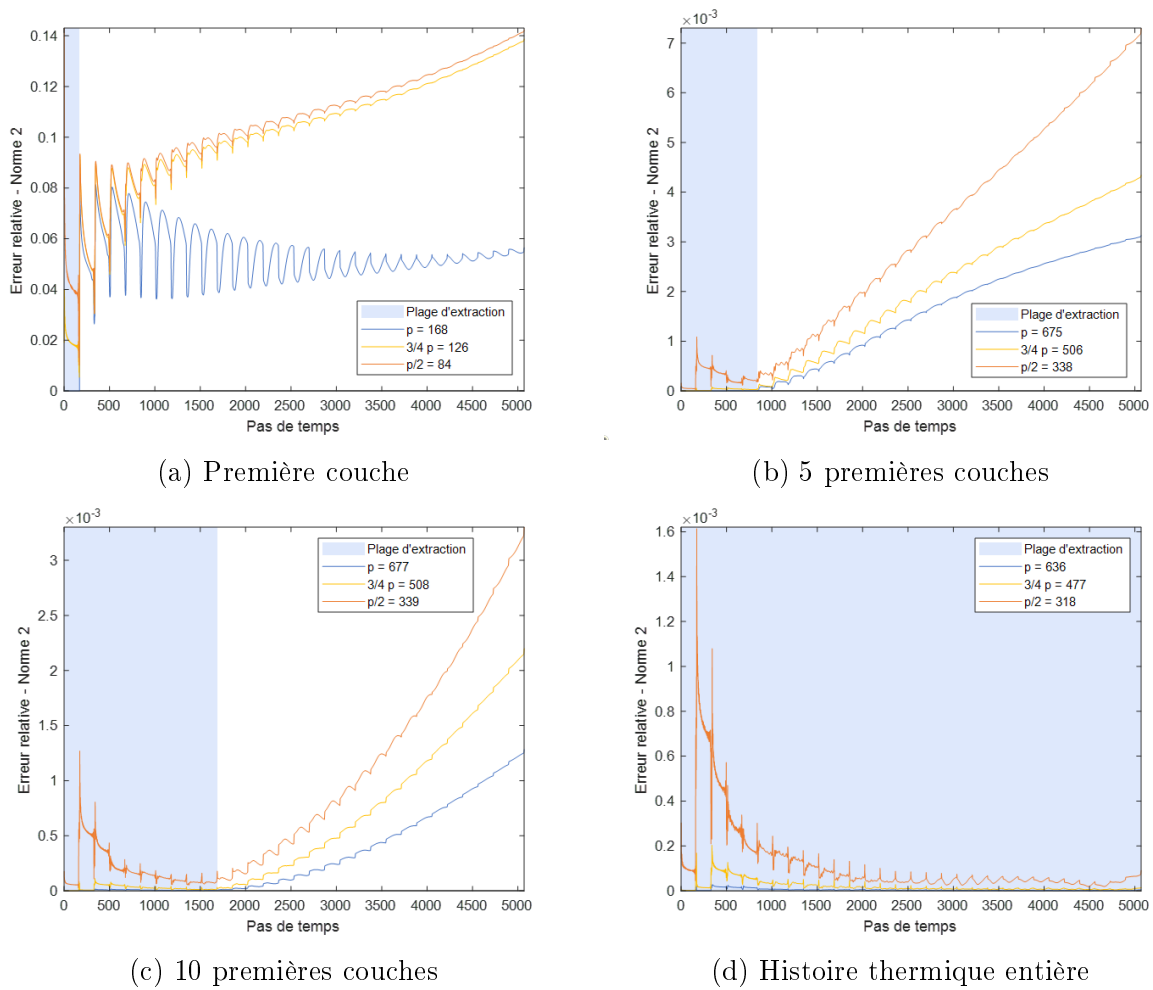 Erreur relative - Norme 2
0.14
0.12
0.1
0.08
0.06
0.04
0.02
0
0 500 1000 1500 2000 2500 3000 3500 4000 4500 5000
Pas de temps
Plage d'extraction
p = 168
3/4 p = 126
p/2 = 84
(a) Première couche
×10⁻³
Erreur relative - Norme 2
7
6
5
4
3
2
1
0
0 500 1000 1500 2000 2500 3000 3500 4000 4500 5000
Pas de temps
Plage d'extraction
p = 675
3/4 p = 506
p/2 = 338
(b) 5 premières couches
×10⁻³
Erreur relative - Norme 2
3
2.5
2
1.5
1
0.5
0
0 500 1000 1500 2000 2500 3000 3500 4000 4500 5000
Pas de temps
Plage d'extraction
p = 677
3/4 p = 508
p/2 = 339
(c) 10 premières couches
×10⁻³
Erreur relative - Norme 2
1.6
1.4
1.2
1
0.8
0.6
0.4
0.2
0
0 500 1000 1500 2000 2500 3000 3500 4000 4500 5000
Pas de temps
Plage d'extraction
p = 636
3/4 p = 477
p/2 = 318
(d) Histoire thermique entière